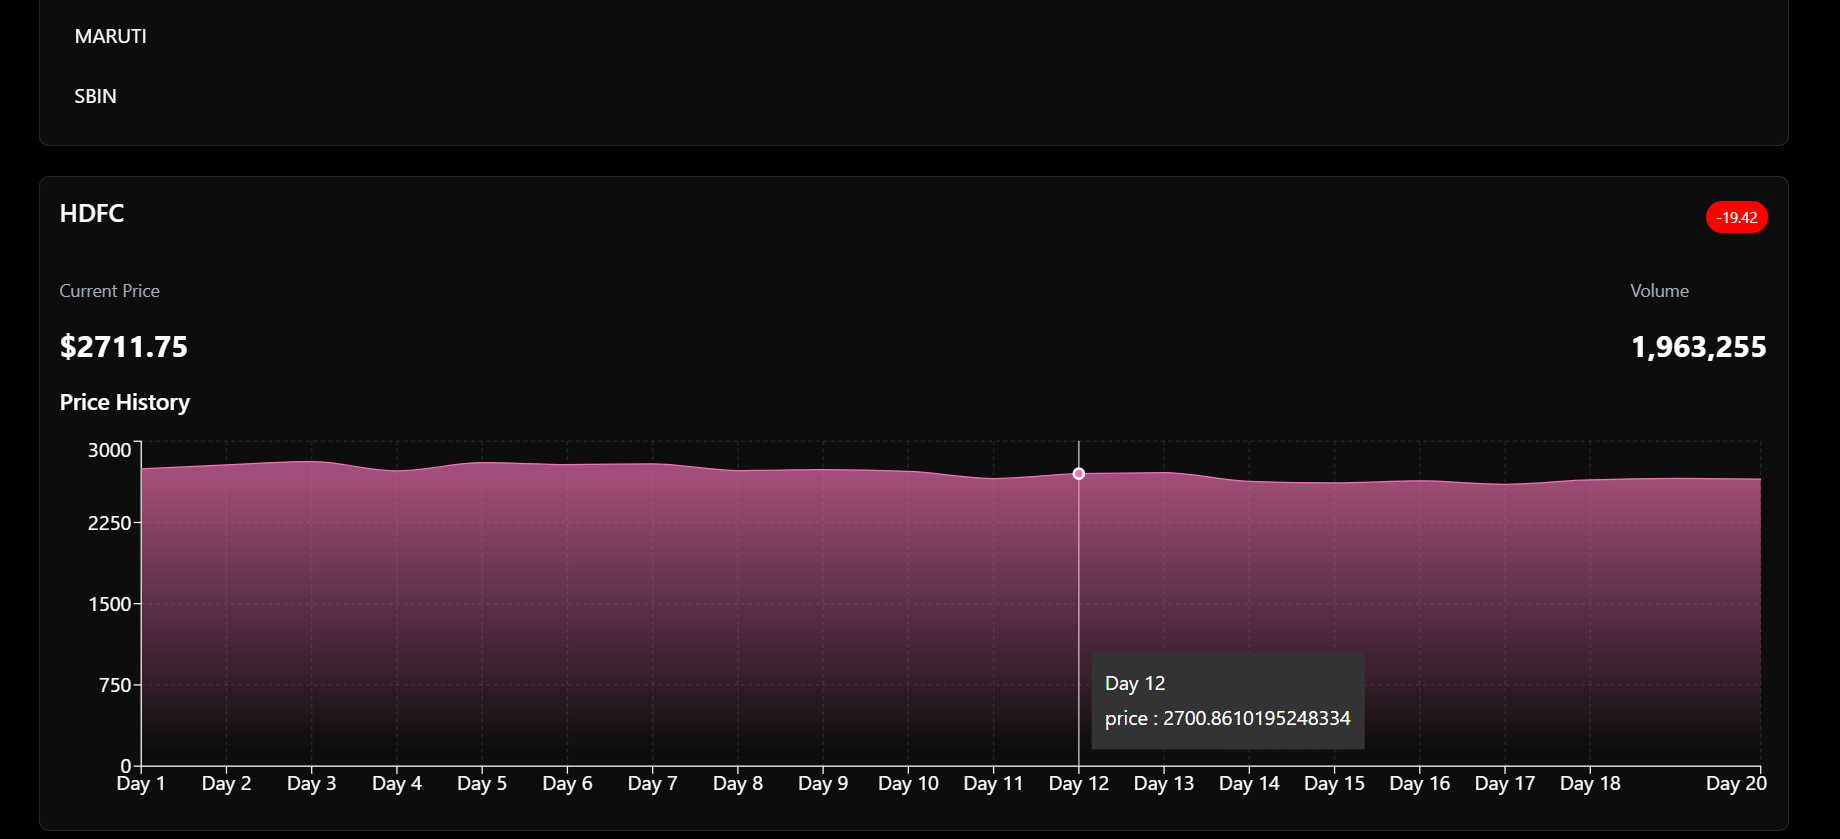 MARUTI
SBIN
HDFC
-19.42
Current Price
Volume
$2711.75
1,963,255
Price History
3000
2250
1500
750
0
Day 12
price : 2700.8610195248334
Day 1 Day 2 Day 3 Day 4 Day 5 Day 6 Day 7 Day 8 Day 9 Day 10 Day 11 Day 12 Day 13 Day 14 Day 15 Day 16 Day 17 Day 18 Day 20